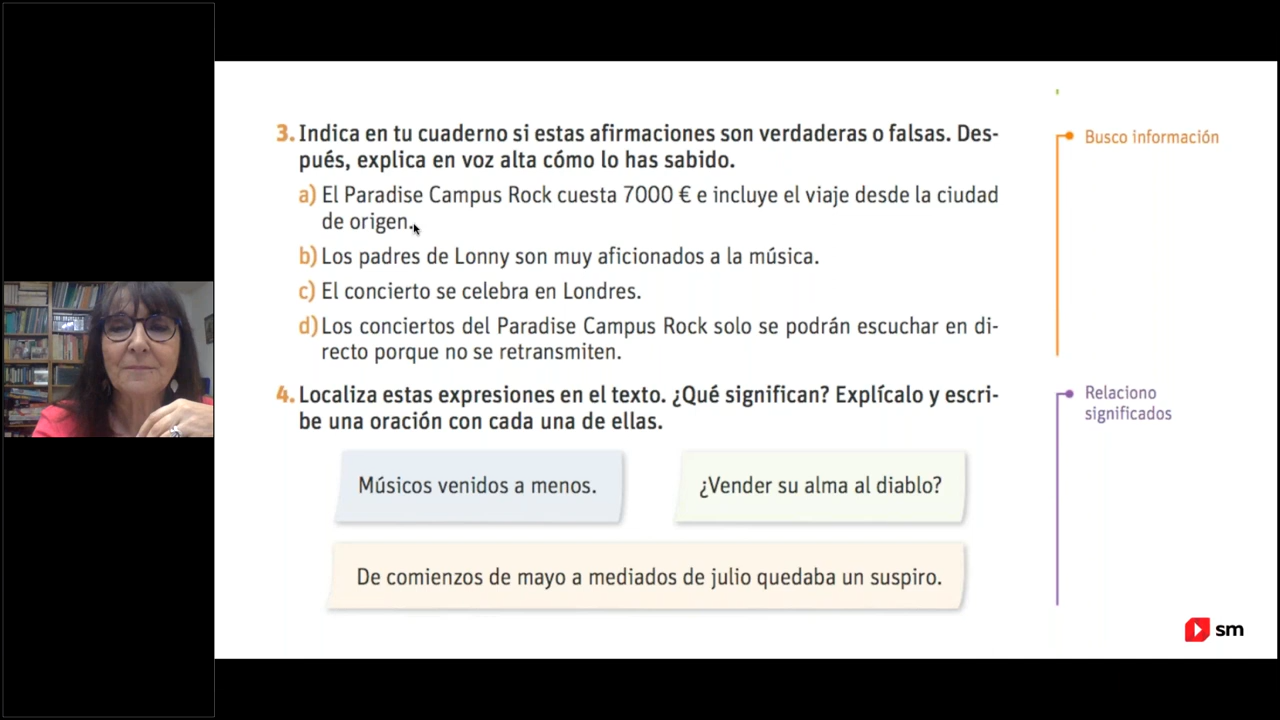 3. Indica en tu cuaderno si estas afirmaciones son verdaderas o falsas. Des-
pués, explica en voz alta cómo lo has sabido.
a) El Paradise Campus Rock cuesta 7000 € e incluye el viaje desde la ciudad
de origen.
b) Los padres de Lonny son muy aficionados a la música.
c) El concierto se celebra en Londres.
d) Los conciertos del Paradise Campus Rock solo se podrán escuchar en di-
recto porque no se retransmiten.
Busco información
4. Localiza estas expresiones en el texto. ¿Qué significan? Explícalo y escri-
be una oración con cada una de ellas.
Relaciono
significados
Músicos venidos a menos.
¿Vender su alma al diablo?
De comienzos de mayo a mediados de julio quedaba un suspiro.
sm